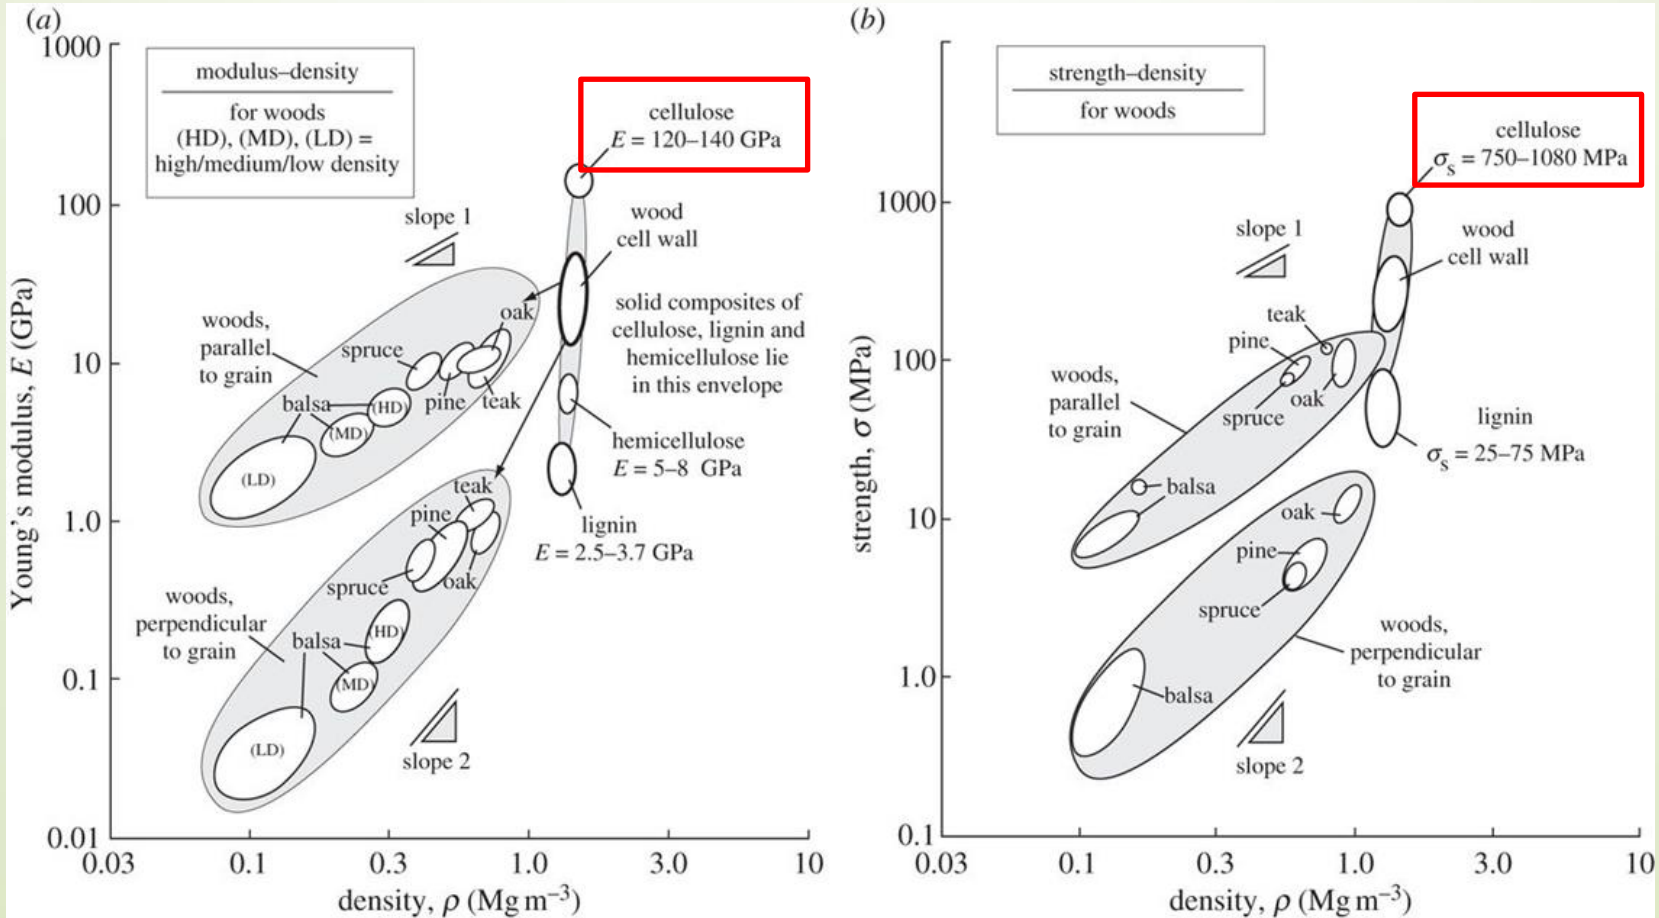 (a)
1000
100
10
1.0
0.1
0.01
Young's modulus, E (GPa)
modulus–density
for woods
(HD), (MD), (LD) =
high/medium/low density
cellulose
E = 120–140 GPa
slope 1
wood
cell wall
oak
solid composites of
cellulose, lignin and
hemicellulose lie
in this envelope
woods,
parallel
to grain
spruce
balsa
(HD)
pine
teak
(MD)
(LD)
hemicellulose
E = 5–8 GPa
teak
pine
lignin
E = 2.5–3.7 GPa
spruce
oak
woods,
perpendicular
to grain
balsa
(HD)
(MD)
(LD)
slope 2
0.03
0.1
0.3
1.0
3.0
10
density, ρ (Mg m⁻³)
(b)
1000
100
10
1.0
0.1
strength, σ (MPa)
strength–density
for woods
cellulose
σs = 750–1080 MPa
slope 1
wood
cell wall
teak
pine
woods,
parallel
to grain
spruce
oak
lignin
σs = 25–75 MPa
balsa
oak
pine
spruce
woods,
perpendicular
to grain
balsa
slope 2
0.03
0.1
0.3
1.0
3.0
10
density, ρ (Mg m⁻³)